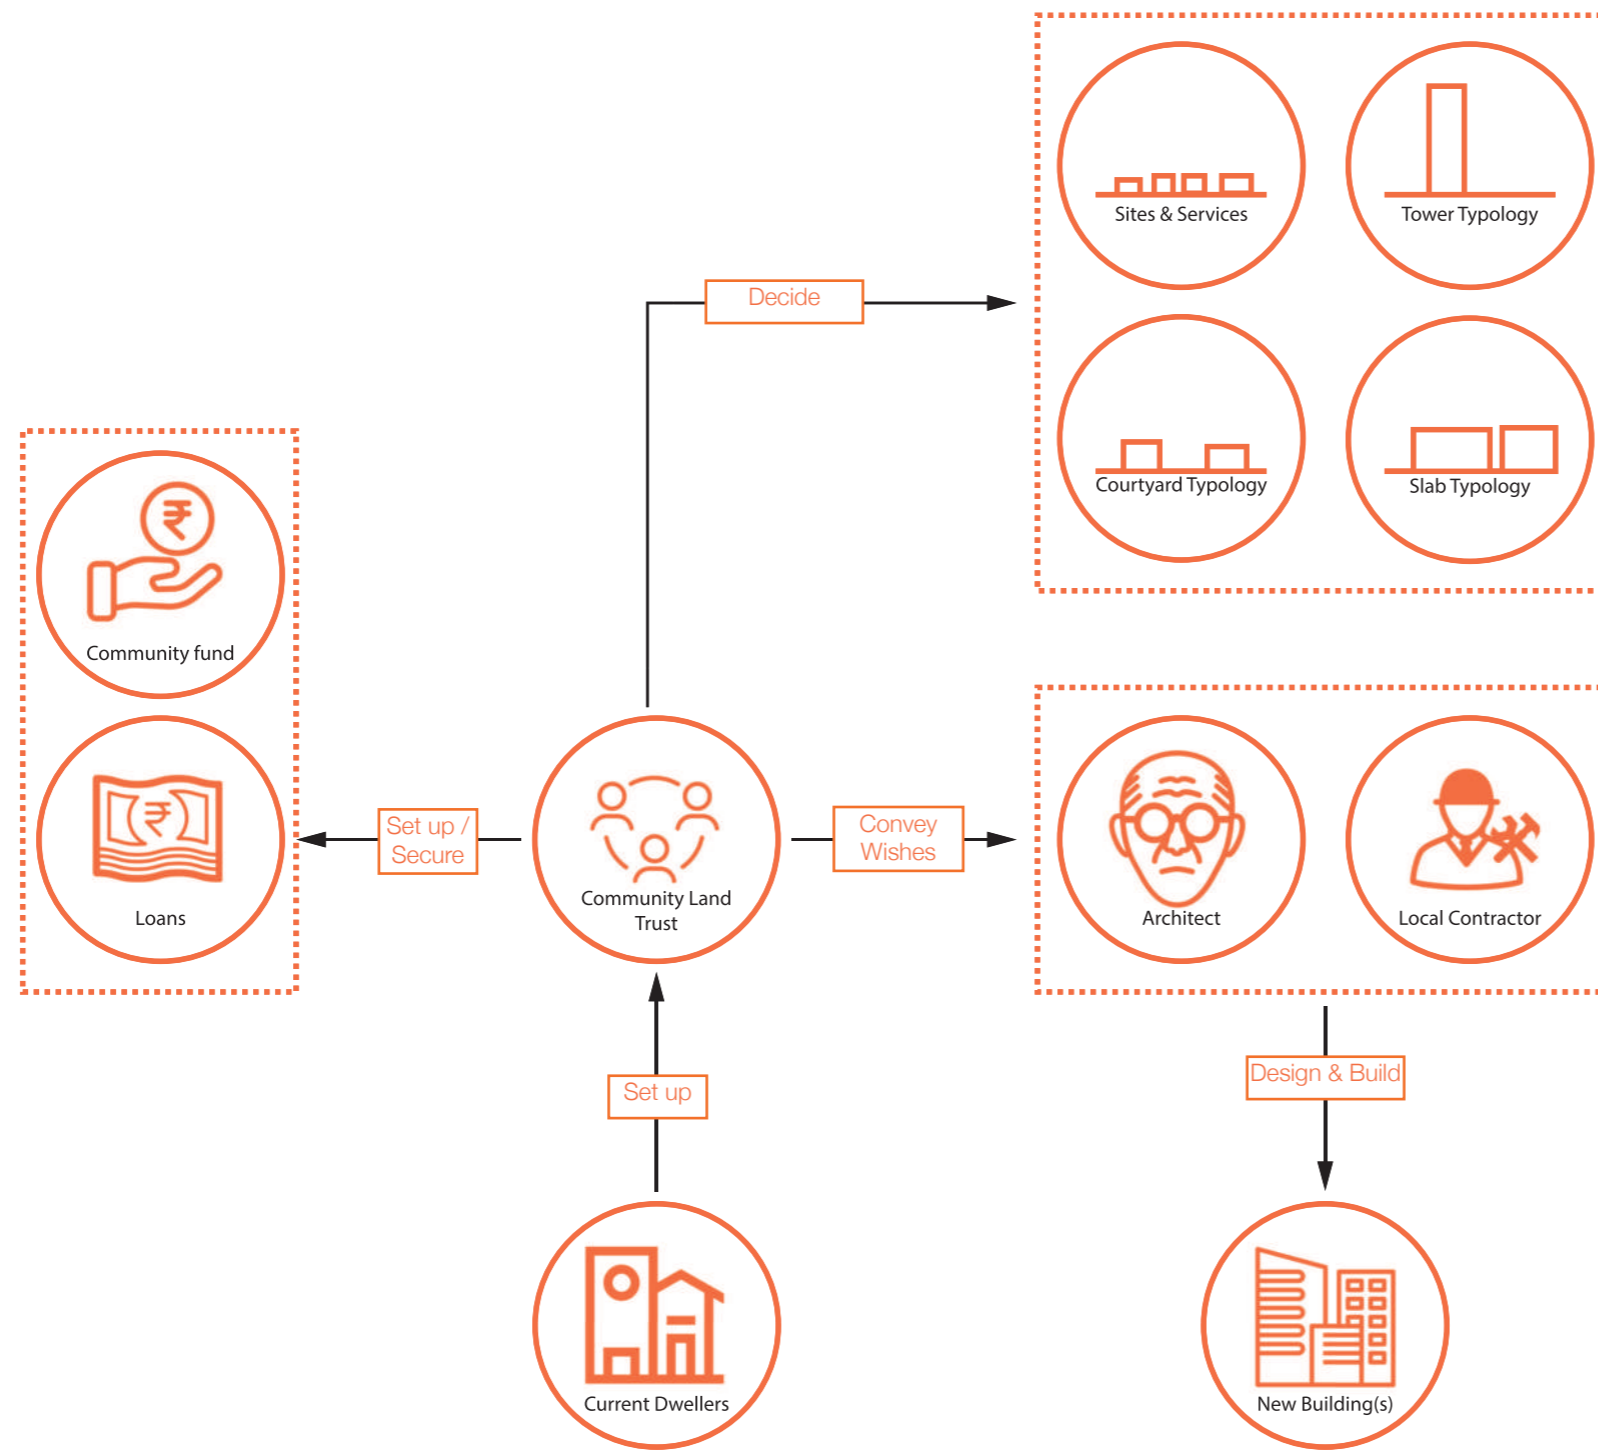 Sites & Services
Tower Typology
Decide
Courtyard Typology
Slab Typology
₹
Community fund
₹
Loans
Set up /
Secure
Community Land
Trust
Convey
Wishes
Architect
Local Contractor
Set up
Design & Build
Current Dwellers
New Building(s)